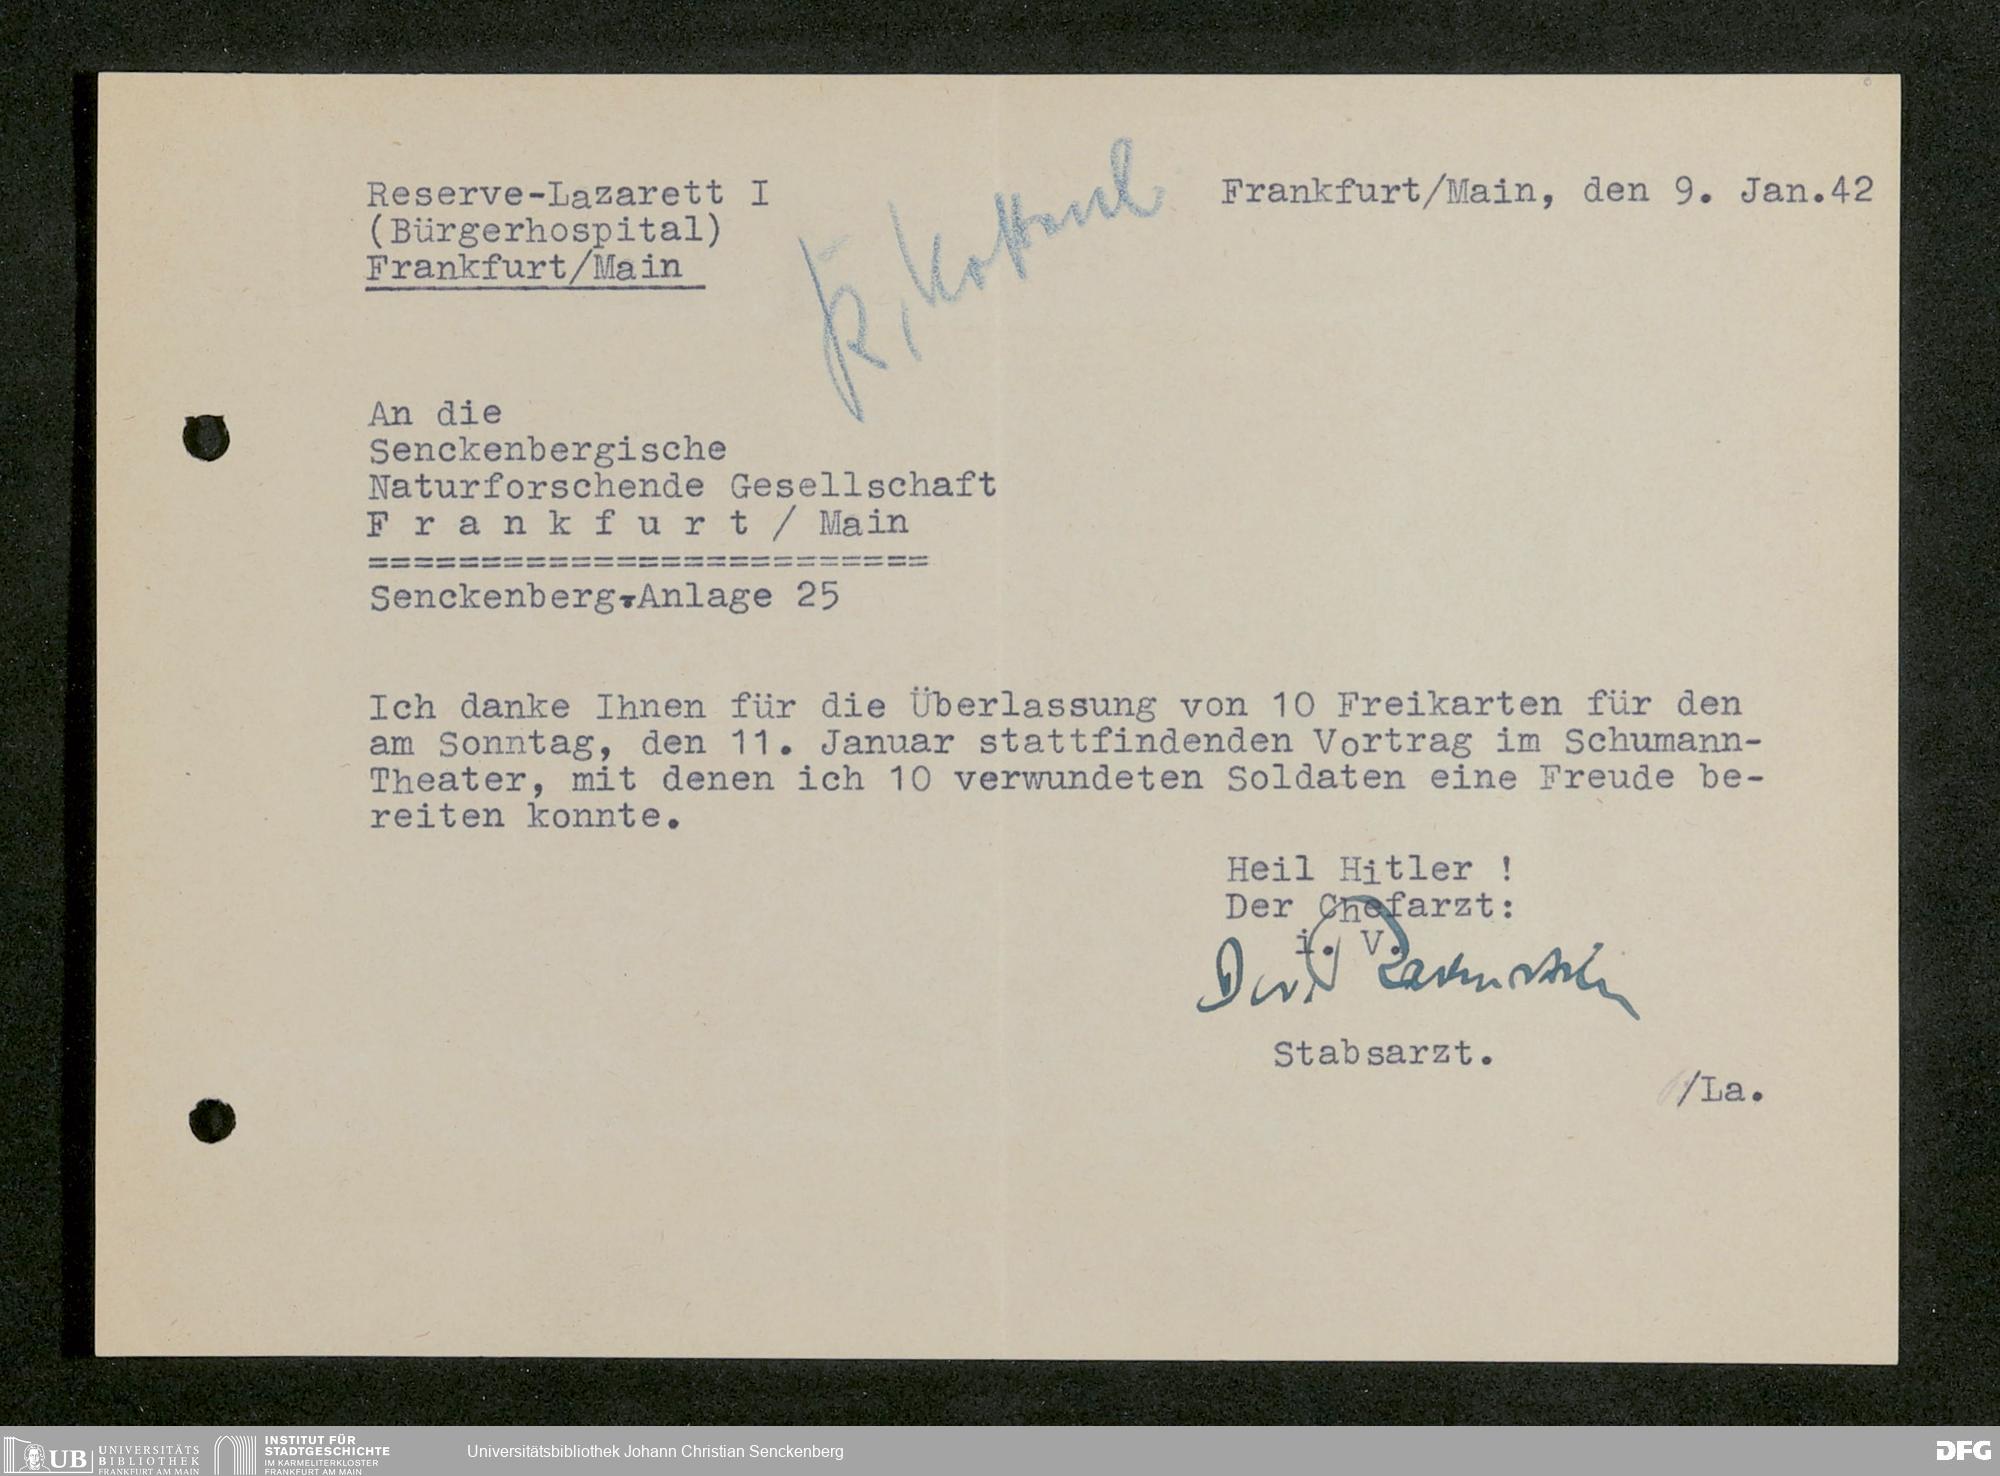 Reserve-Lazarett I
(Bürgerhospital)
Frankfurt/Main
Frankfurt/Main, den 9. Jan.42
An die
Senckenbergische
Naturforschende Gesellschaft
F r a n k f u r t / Main
=========================
Senckenberg-Anlage 25
Ich danke Ihnen für die Überlassung von 10 Freikarten für den
am Sonntag, den 11. Januar stattfindenden Vortrag im Schumann-
Theater, mit denen ich 10 verwundeten Soldaten eine Freude be-
reiten konnte.
Heil Hitler !
Der Chefarzt:
i. V.
Stabsarzt.
/La.
UB UNIVERSITÄTS
BIBLIOTHEK
FRANKFURT AM MAIN
INSTITUT FÜR
STADTGESCHICHTE
IM KARMELITERKLOSTER
FRANKFURT AM MAIN
Universitätsbibliothek Johann Christian Senckenberg
DFG